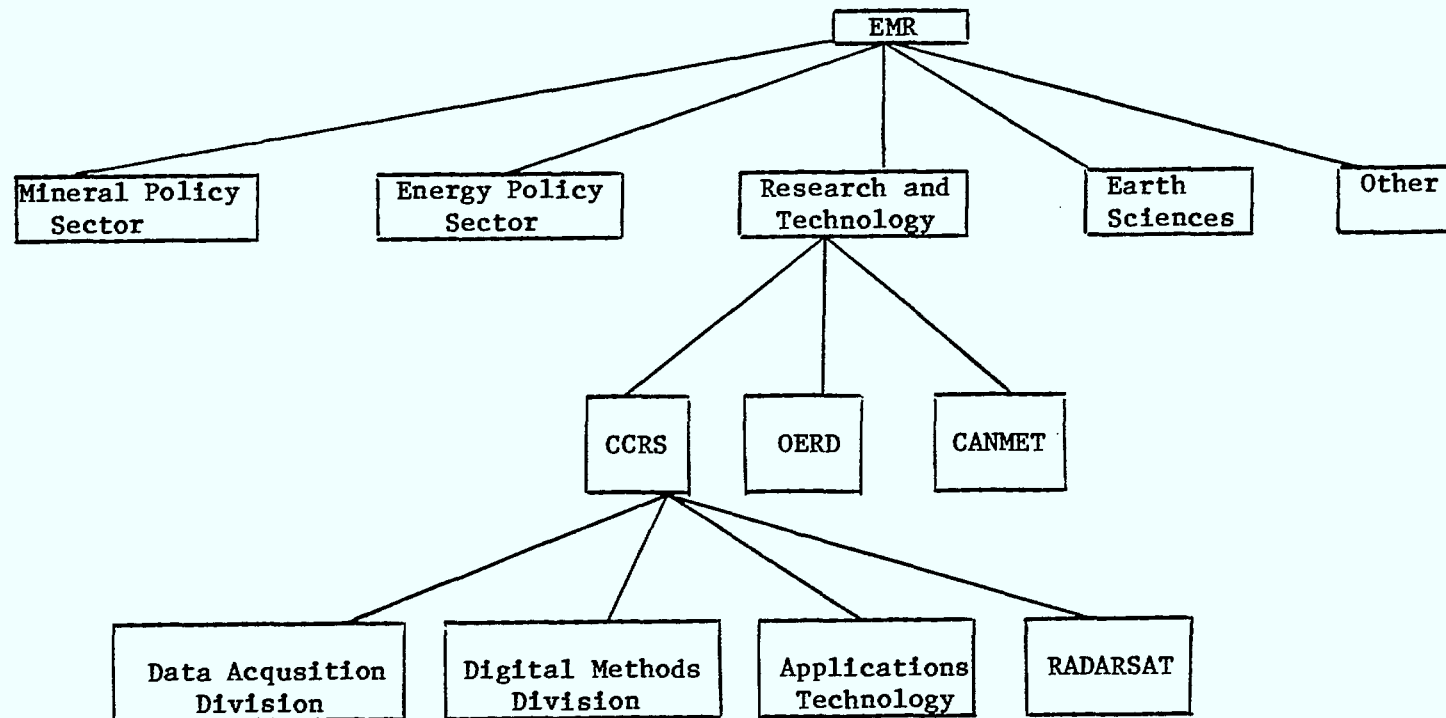 EMR
Mineral Policy
Sector
Energy Policy
Sector
Research and
Technology
Earth
Sciences
Other
CCRS
OERD
CANMET
Data Acqusition
Division
Digital Methods
Division
Applications
Technology
RADARSAT